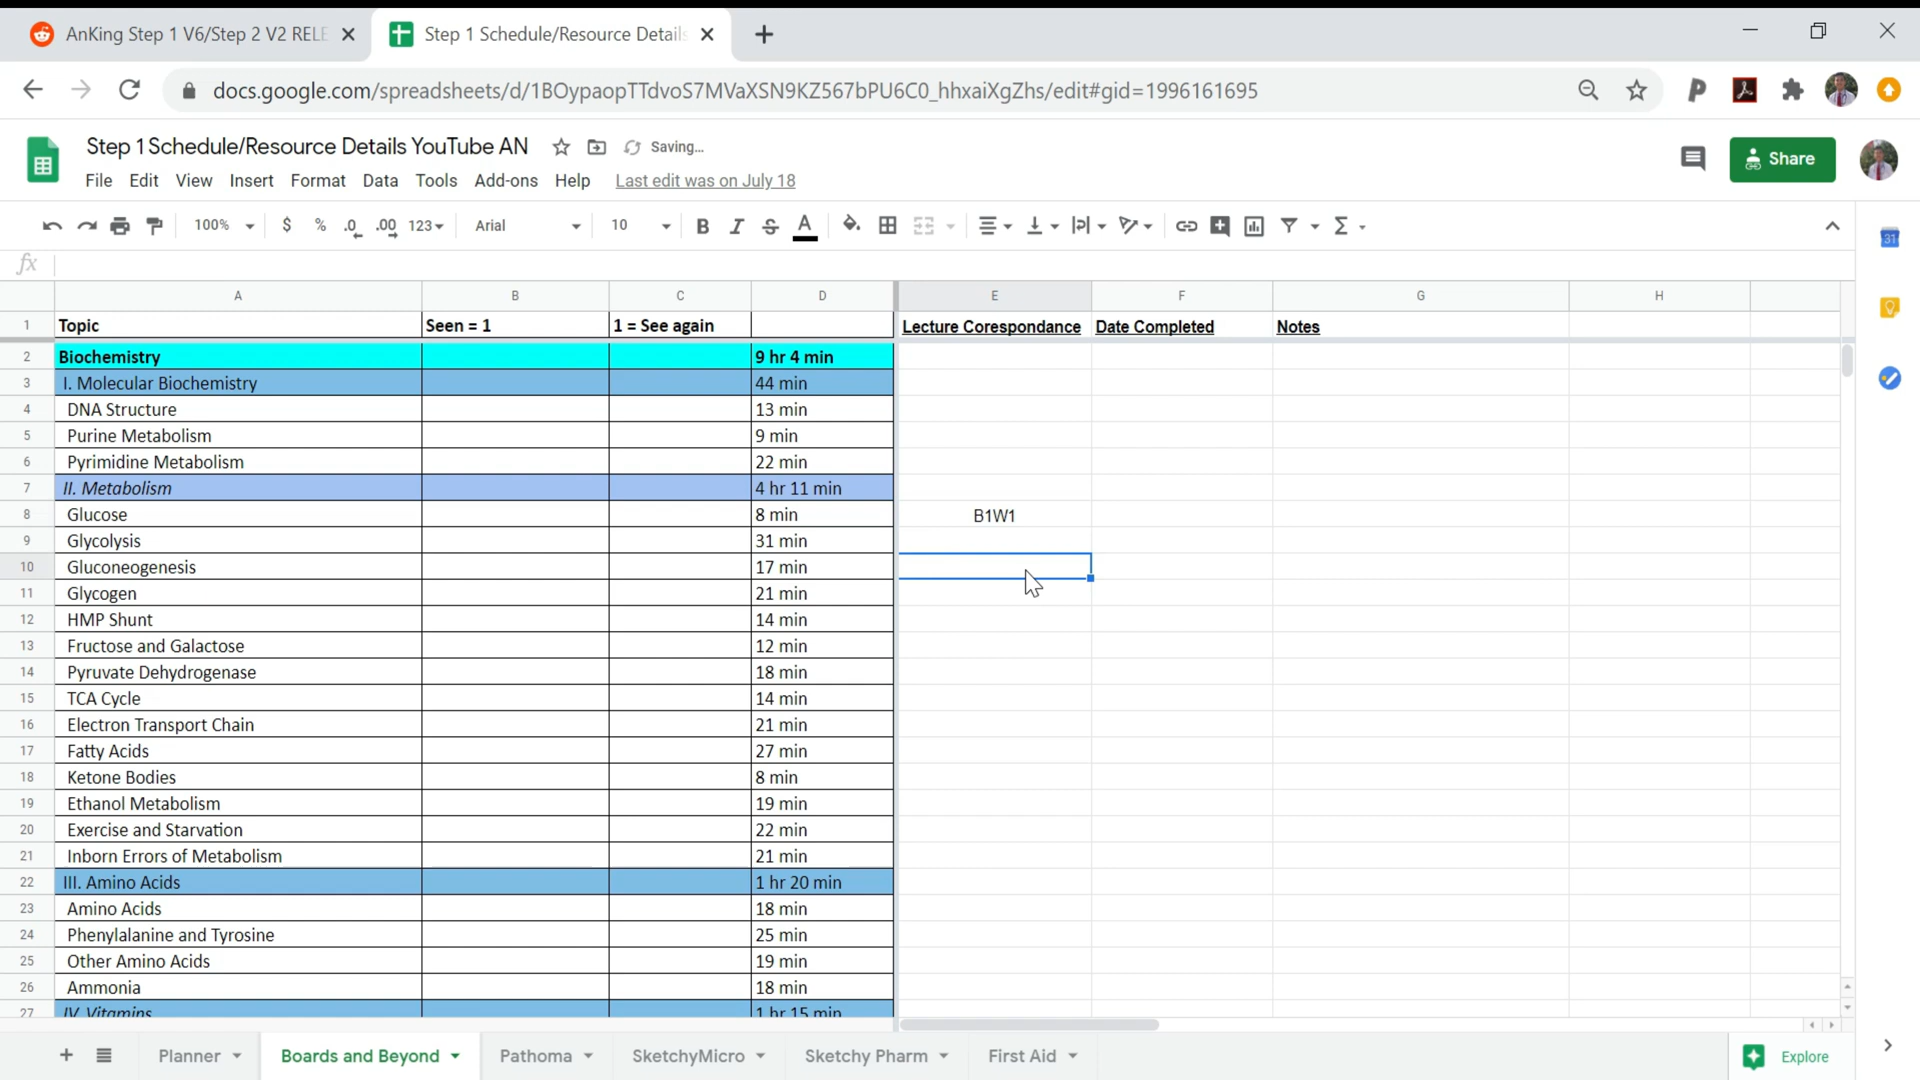 AnKing Step 1 V6/Step 2 V2 RELE
Step 1 Schedule/Resource Details
docs.google.com/spreadsheets/d/1BOypaopTTdvoS7MVaXSN9KZ567bPU6C0_hhxaiXgZhs/edit#gid=1996161695
Step 1 Schedule/Resource Details YouTube AN Saving...
Share
File Edit View Insert Format Data Tools Add-ons Help Last edit was on July 18
100% $ % .0 .00 123 Arial 10 B I S A
fx
A B C D E F G H
1 Topic Seen = 1 1 = See again Lecture Corespondance Date Completed Notes
2 Biochemistry 9 hr 4 min
3 I. Molecular Biochemistry 44 min
4 DNA Structure 13 min
5 Purine Metabolism 9 min
6 Pyrimidine Metabolism 22 min
7 II. Metabolism 4 hr 11 min
8 Glucose 8 min B1W1
9 Glycolysis 31 min
10 Gluconeogenesis 17 min
11 Glycogen 21 min
12 HMP Shunt 14 min
13 Fructose and Galactose 12 min
14 Pyruvate Dehydrogenase 18 min
15 TCA Cycle 14 min
16 Electron Transport Chain 21 min
17 Fatty Acids 27 min
18 Ketone Bodies 8 min
19 Ethanol Metabolism 19 min
20 Exercise and Starvation 22 min
21 Inborn Errors of Metabolism 21 min
22 III. Amino Acids 1 hr 20 min
23 Amino Acids 18 min
24 Phenylalanine and Tyrosine 25 min
25 Other Amino Acids 19 min
26 Ammonia 18 min
27 IV. Vitamins 1 hr 15 min
Planner Boards and Beyond Pathoma SketchyMicro Sketchy Pharm First Aid Explore